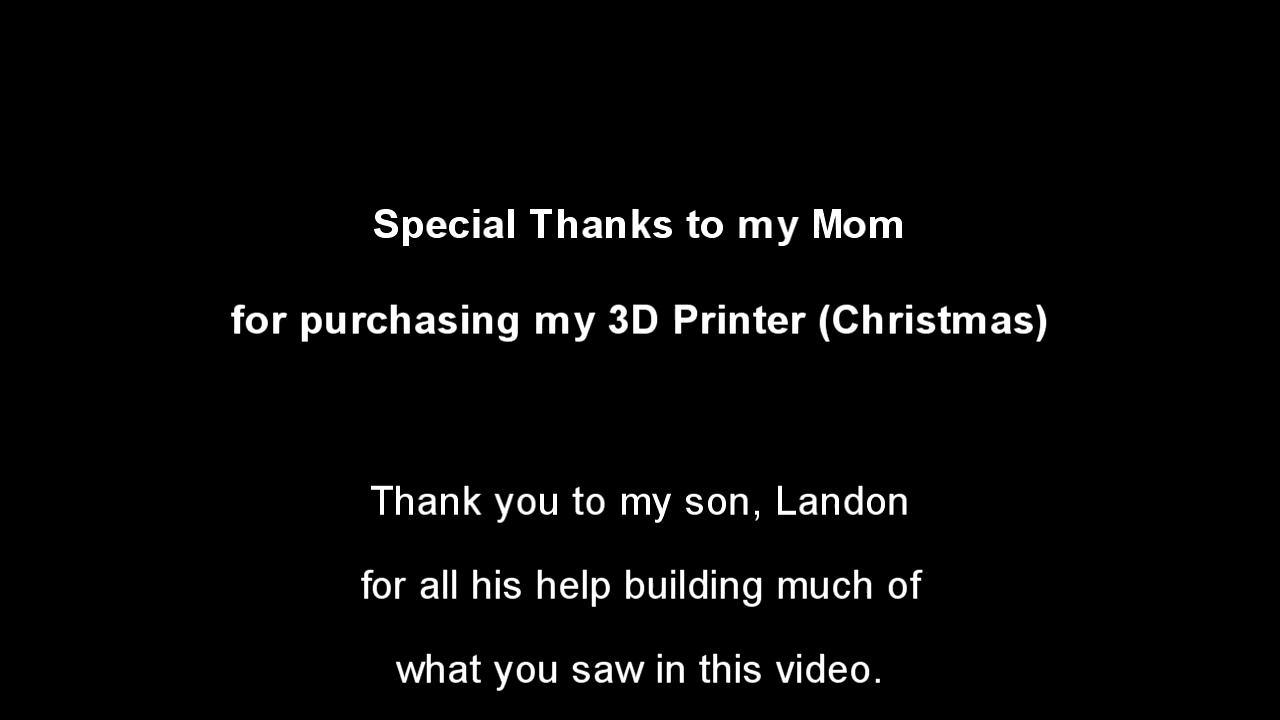 Special Thanks to my Mom
for purchasing my 3D Printer (Christmas)
Thank you to my son, Landon
for all his help building much of
what you saw in this video.